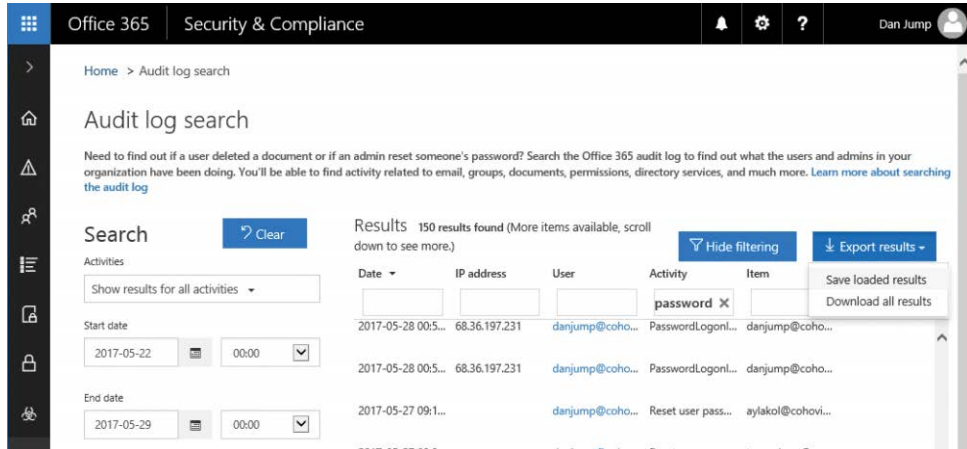 Office 365 Security & Compliance ? Dan Jump
Home > Audit log search
Audit log search
Need to find out if a user deleted a document or if an admin reset someone's password? Search the Office 365 audit log to find out what the users and admins in your
organization have been doing. You'll be able to find activity related to email, groups, documents, permissions, directory services, and much more. Learn more about searching
the audit log
Search
Clear
Activities
Show results for all activities
Start date
2017-05-22 00:00
End date
2017-05-29 00:00
Results 150 results found (More items available, scroll
down to see more.)
Hide filtering
Export results
Save loaded results
Download all results
Date IP address User Activity Item
password ×
2017-05-28 00:5... 68.36.197.231 danjump@coho... PasswordLogonI... danjump@coho...
2017-05-28 00:5... 68.36.197.231 danjump@coho... PasswordLogonI... danjump@coho...
2017-05-27 09:1... danjump@coho... Reset user pass... aylakol@cohovi...